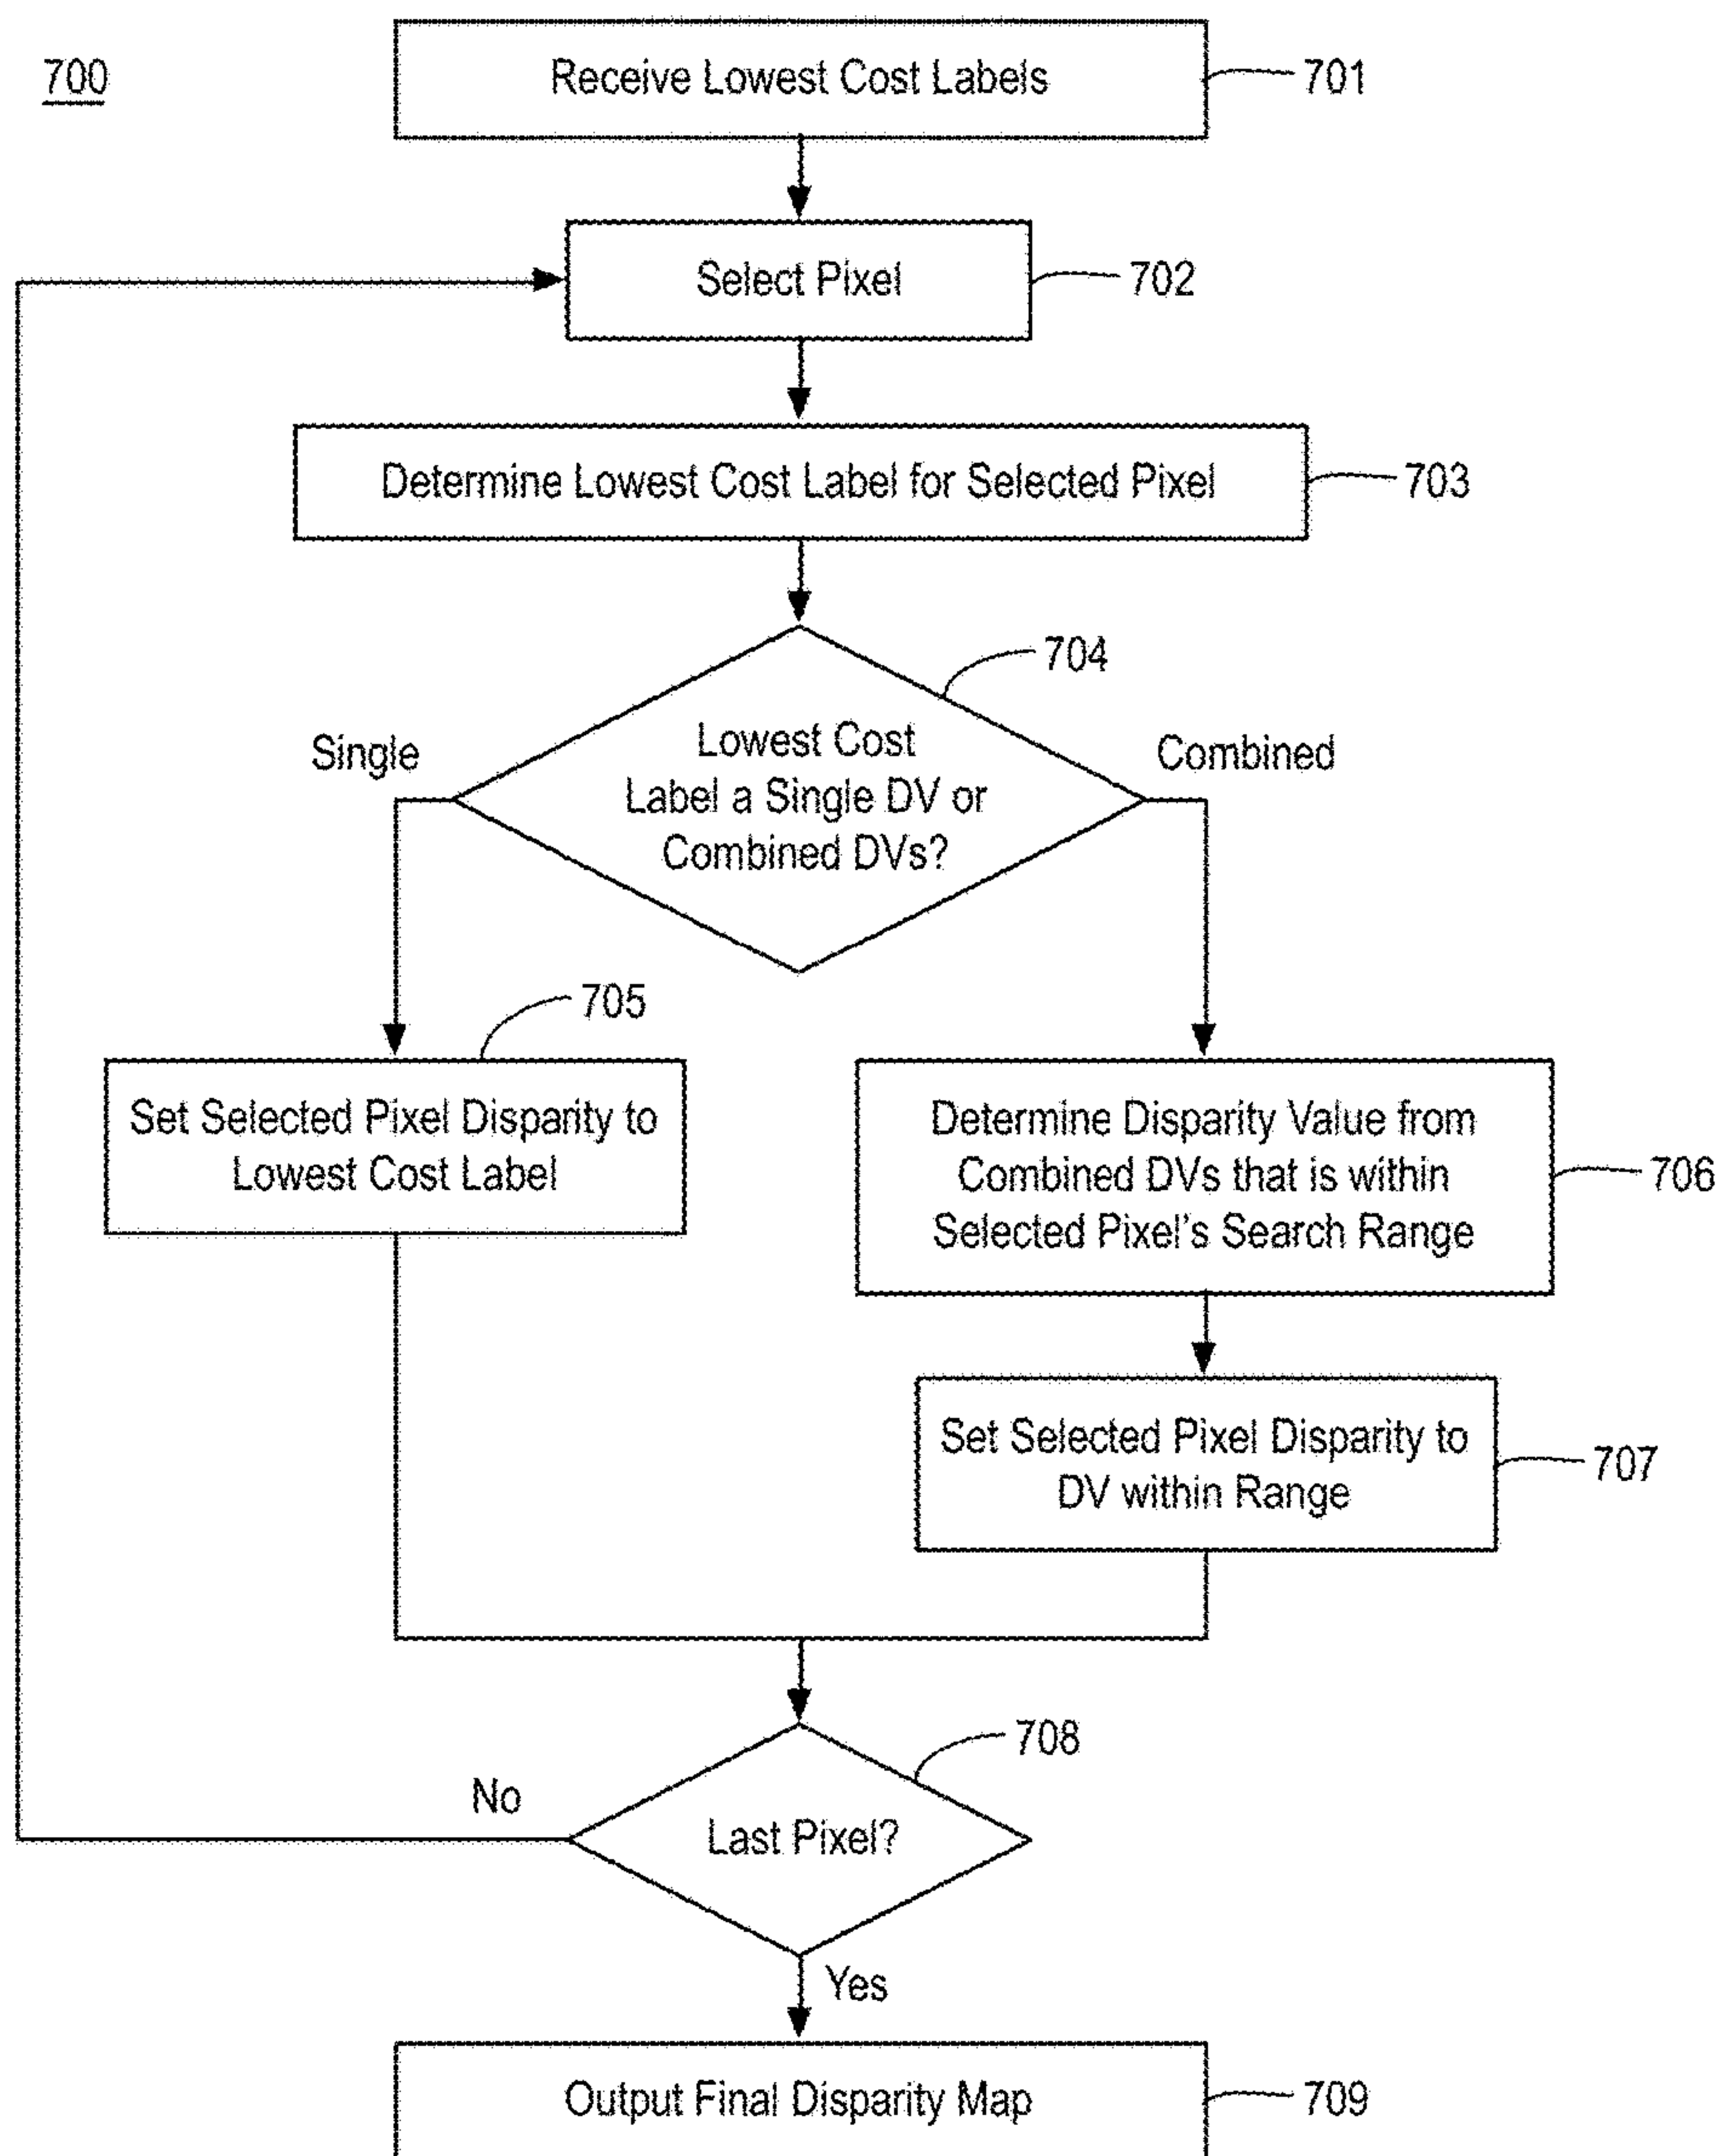 700
Receive Lowest Cost Labels
701
Select Pixel
702
Determine Lowest Cost Label for Selected Pixel
703
704
Lowest Cost
Label a Single DV or
Combined DVs?
Single
Combined
705
Set Selected Pixel Disparity to
Lowest Cost Label
Determine Disparity Value from
Combined DVs that is within
Selected Pixel's Search Range
706
Set Selected Pixel Disparity to
DV within Range
707
708
Last Pixel?
No
Yes
Output Final Disparity Map
709